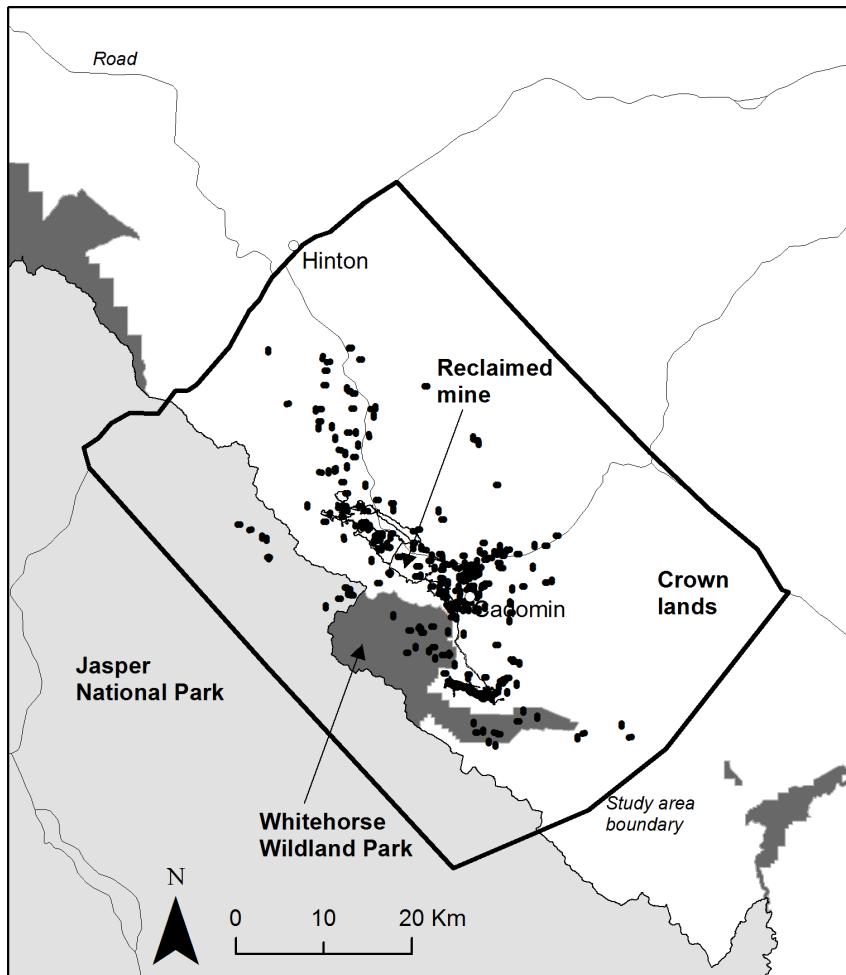 Road
Hinton
Reclaimed
mine
Cadomin
Crown
lands
Jasper
National Park
Study area
boundary
Whitehorse
Wildland Park
N
0 10 20 Km